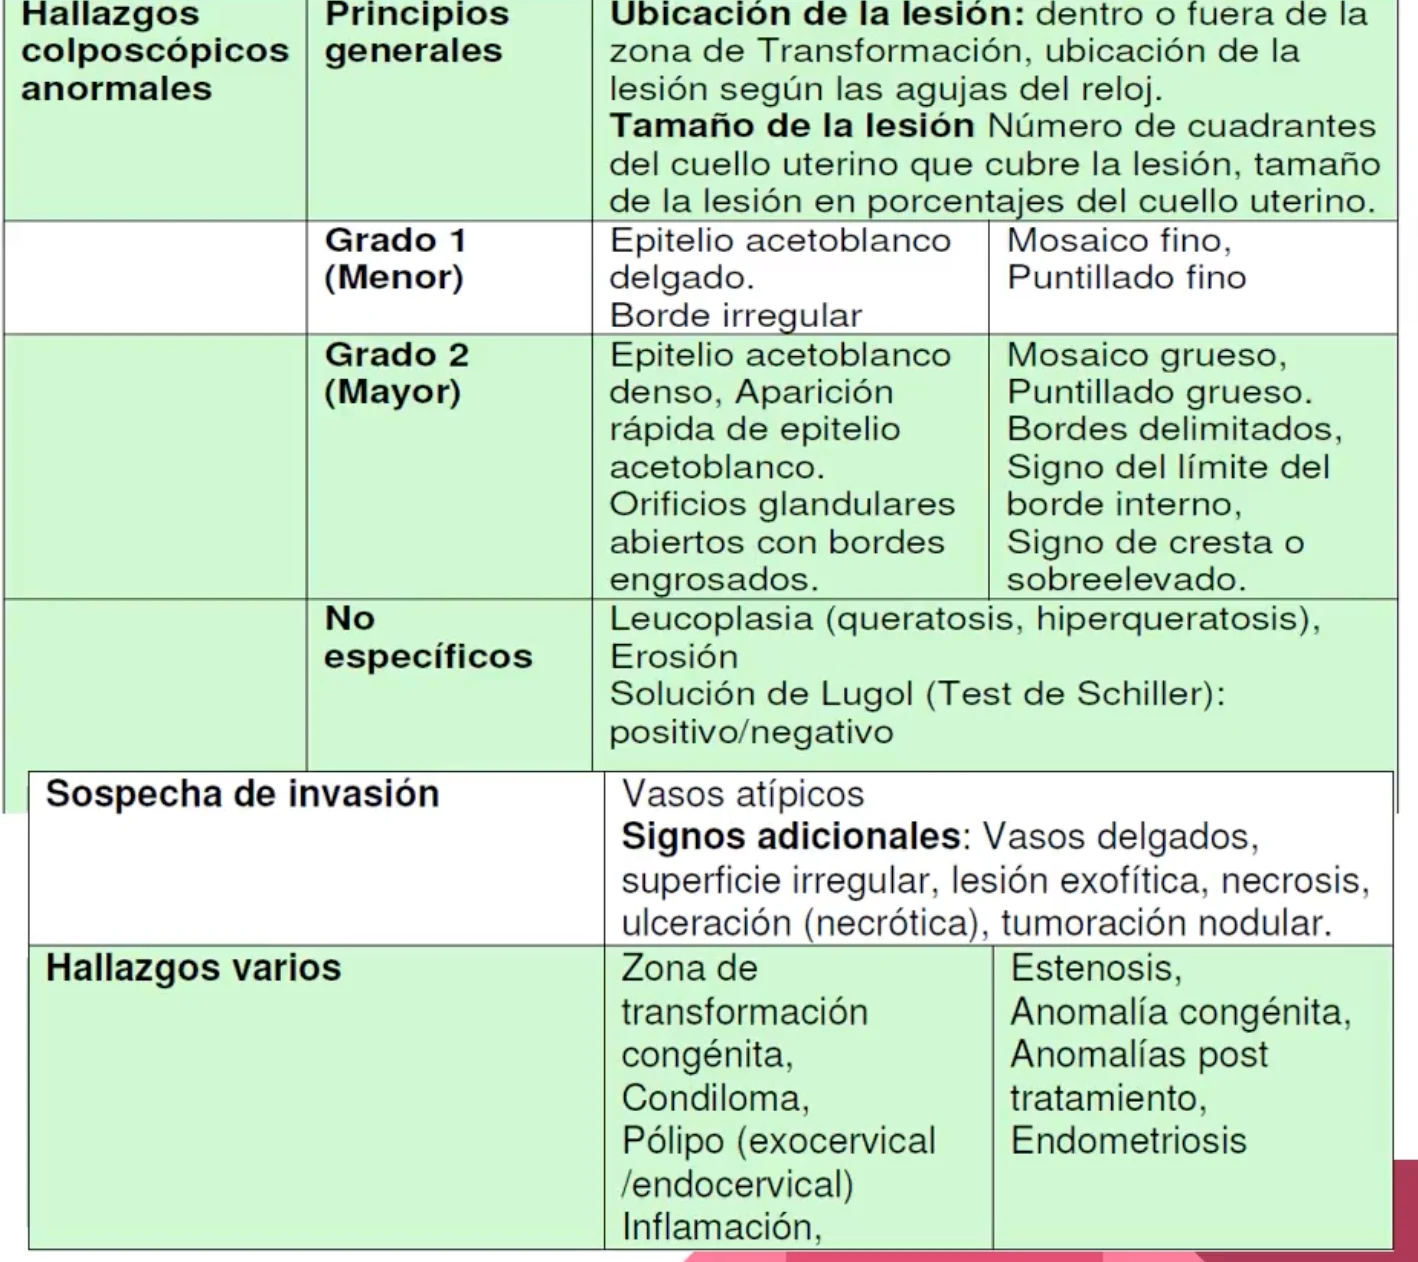 Hallazgos
colposcópicos
anormales
Principios
generales
Ubicación de la lesión: dentro o fuera de la
zona de Transformación, ubicación de la
lesión según las agujas del reloj.
Tamaño de la lesión Número de cuadrantes
del cuello uterino que cubre la lesión, tamaño
de la lesión en porcentajes del cuello uterino.
Grado 1
(Menor)
Epitelio acetoblanco
delgado.
Borde irregular
Mosaico fino,
Puntillado fino
Grado 2
(Mayor)
Epitelio acetoblanco
denso, Aparición
rápida de epitelio
acetoblanco.
Orificios glandulares
abiertos con bordes
engrosados.
Mosaico grueso,
Puntillado grueso.
Bordes delimitados,
Signo del límite del
borde interno,
Signo de cresta o
sobreelevado.
No
específicos
Leucoplasia (queratosis, hiperqueratosis),
Erosión
Solución de Lugol (Test de Schiller):
positivo/negativo
Sospecha de invasión
Vasos atípicos
Signos adicionales: Vasos delgados,
superficie irregular, lesión exofítica, necrosis,
ulceración (necrótica), tumoración nodular.
Hallazgos varios
Zona de
transformación
congénita,
Condiloma,
Pólipo (exocervical
/endocervical)
Inflamación,
Estenosis,
Anomalía congénita,
Anomalías post
tratamiento,
Endometriosis